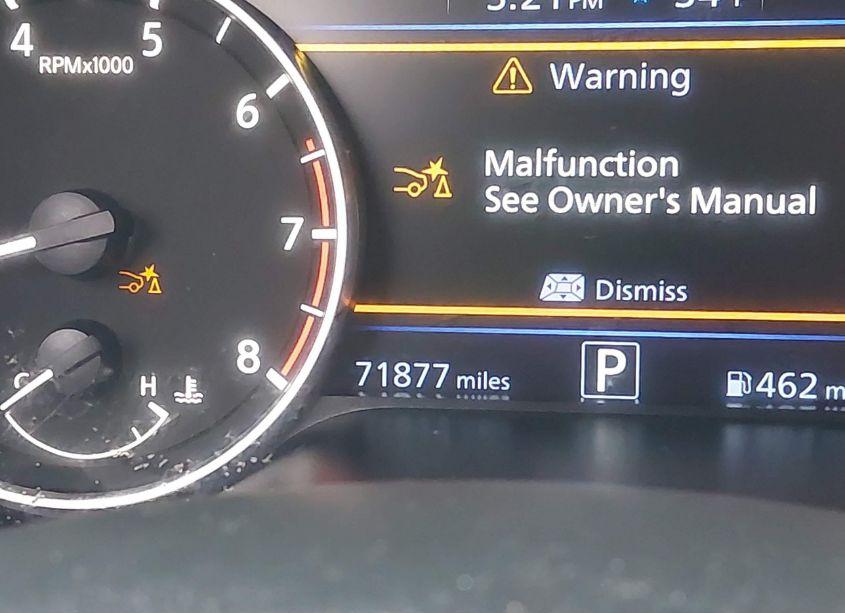 4
5
RPMx1000
6
7
8
Warning
Malfunction
See Owner's Manual
Dismiss
H
71877 miles
P
462